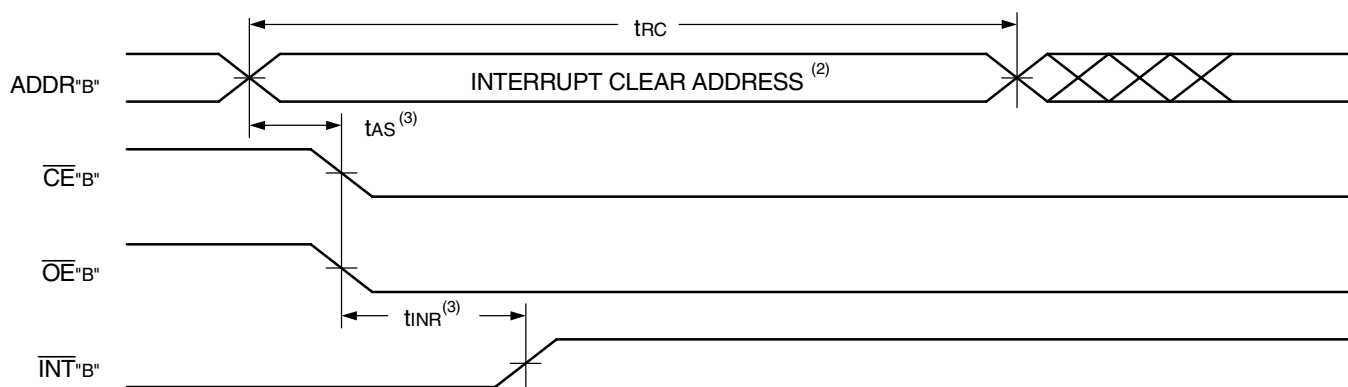 tRC
ADDR"B"
INTERRUPT CLEAR ADDRESS (2)
tAS(3)
CE"B"
OE"B"
tINR(3)
INT"B"